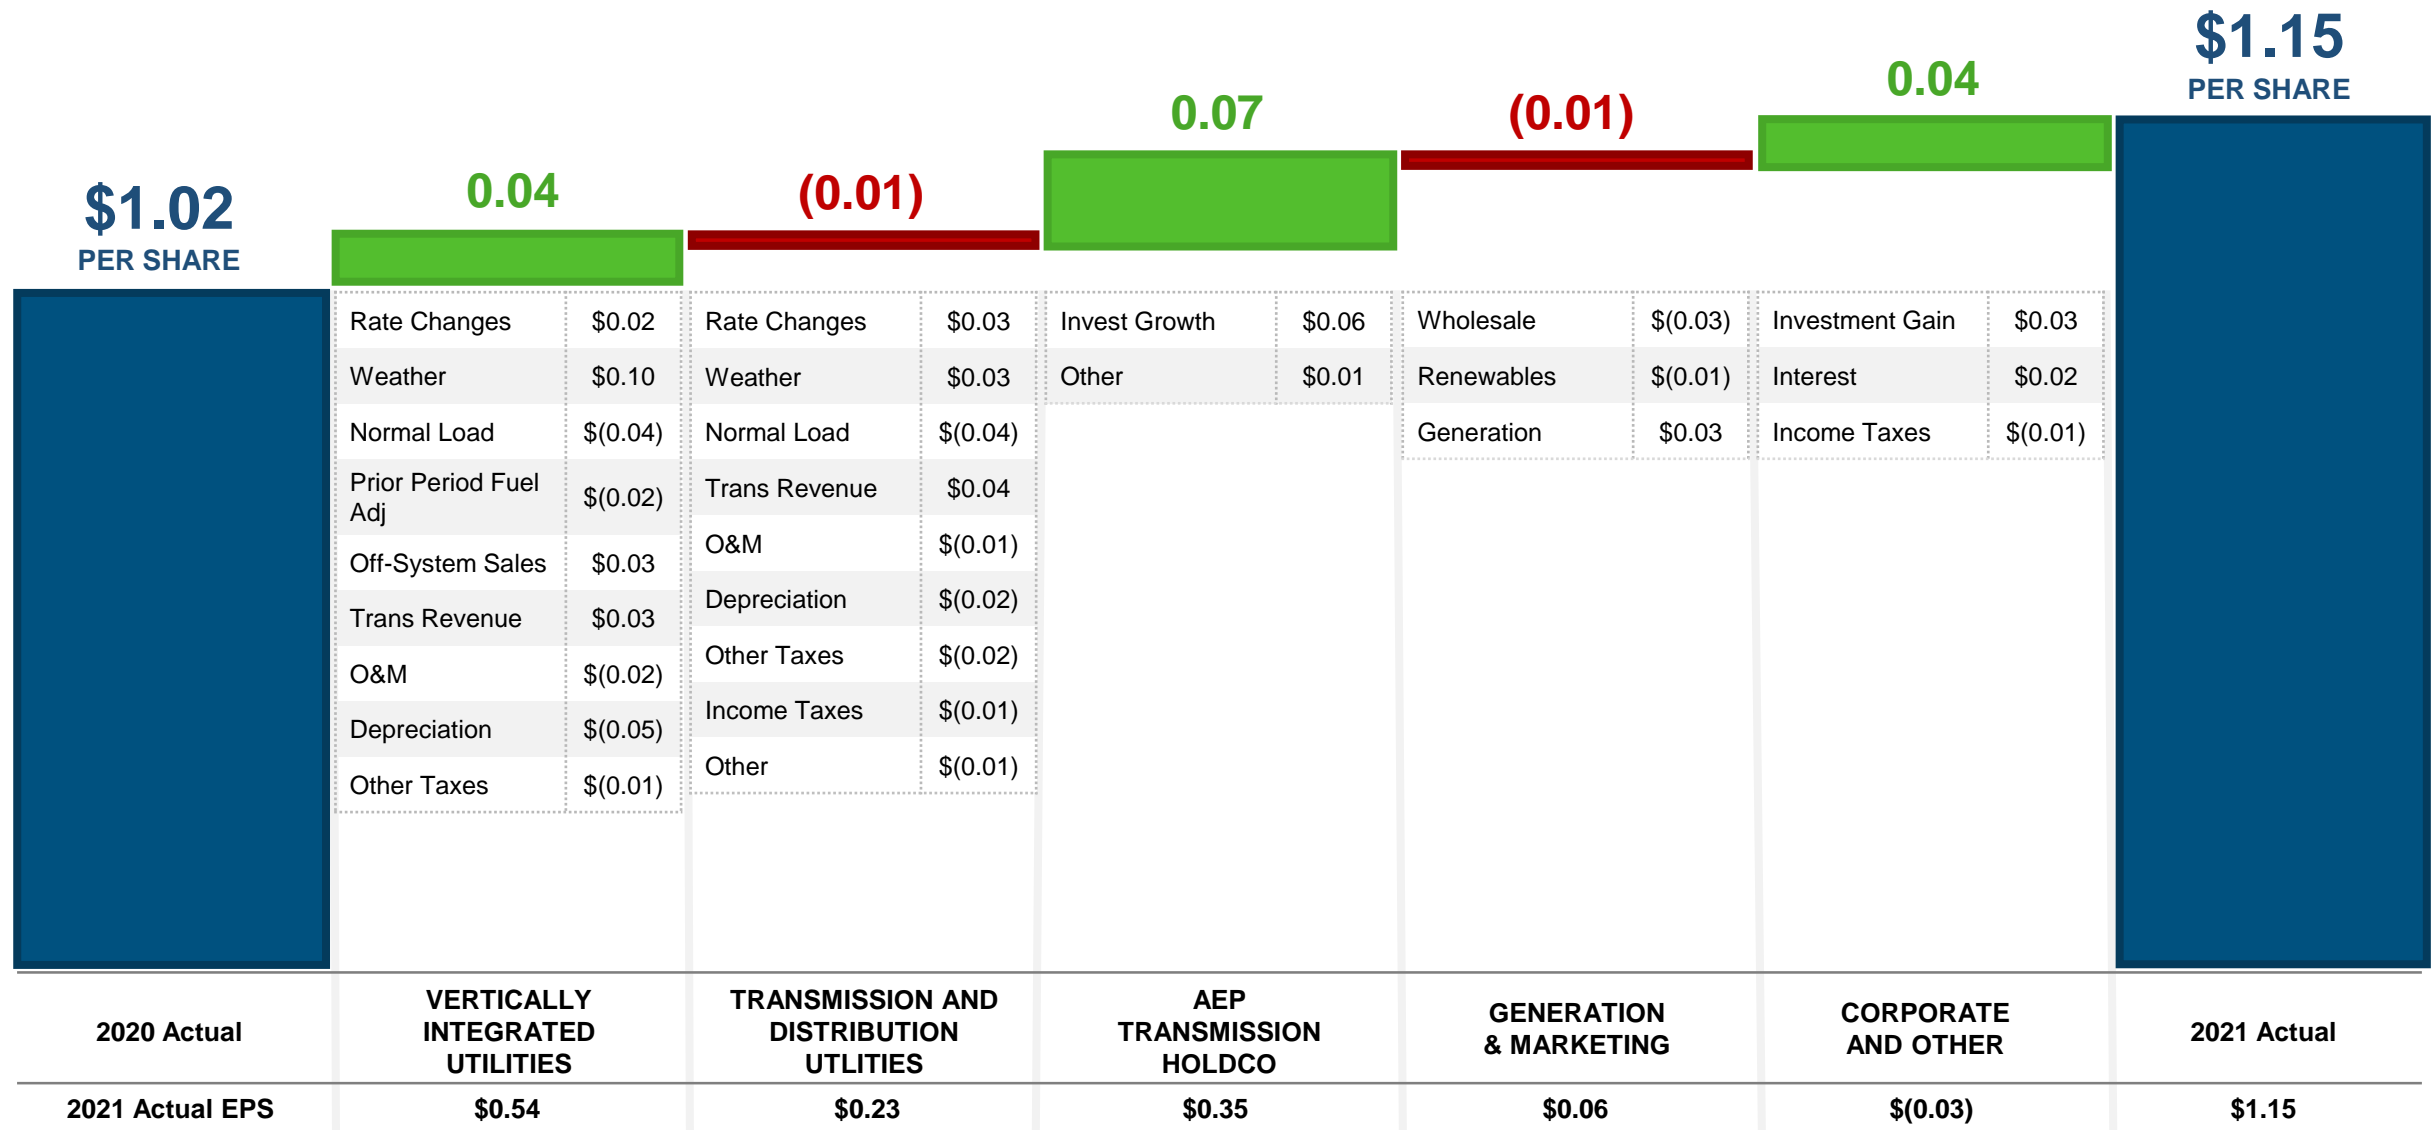 $1.02
PER SHARE
0.04
(0.01)
0.07
(0.01)
0.04
$1.15
PER SHARE
Rate Changes $0.02
Weather $0.10
Normal Load $(0.04)
Prior Period Fuel
Adj $(0.02)
Off-System Sales $0.03
Trans Revenue $0.03
O&M $(0.02)
Depreciation $(0.05)
Other Taxes $(0.01)
Rate Changes $0.03
Weather $0.03
Normal Load $(0.04)
Trans Revenue $0.04
O&M $(0.01)
Depreciation $(0.02)
Other Taxes $(0.02)
Income Taxes $(0.01)
Other $(0.01)
Invest Growth $0.06
Other $0.01
Wholesale $(0.03)
Renewables $(0.01)
Generation $0.03
Investment Gain $0.03
Interest $0.02
Income Taxes $(0.01)
2020 Actual
VERTICALLY
INTEGRATED
UTILITIES
TRANSMISSION AND
DISTRIBUTION
UTLITIES
AEP
TRANSMISSION
HOLDCO
GENERATION
& MARKETING
CORPORATE
AND OTHER
2021 Actual
2021 Actual EPS $0.54 $0.23 $0.35 $0.06 $(0.03) $1.15